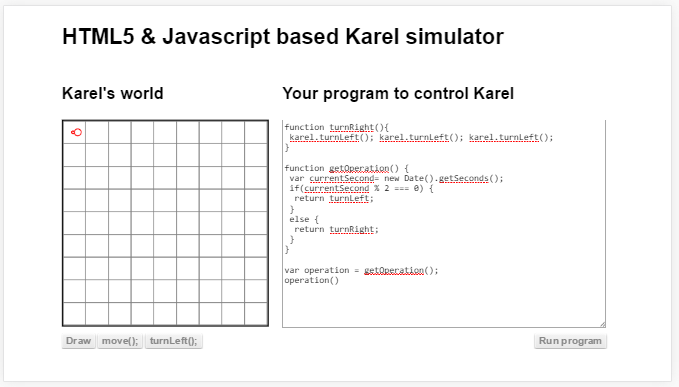 HTML5 & Javascript based Karel simulator
Karel's world
Your program to control Karel
function turnRight(){
karel.turnLeft(); karel.turnLeft(); karel.turnLeft();
}
function getOperation() {
var currentSecond= new Date().getSeconds();
if(currentSecond % 2 === 0) {
return turnLeft;
}
else {
return turnRight;
}
}
var operation = getOperation();
operation()
Draw move(); turnLeft(); Run program